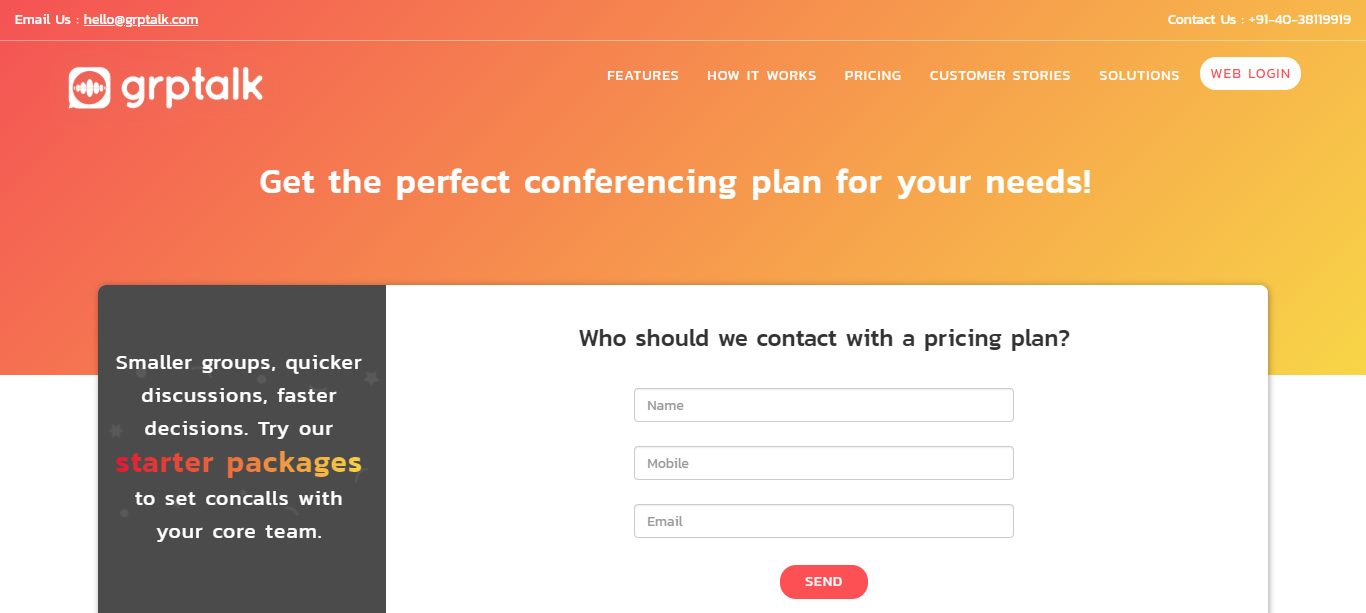 Email Us : hello@grptalk.com
Contact Us : +91-40-38119919
grptalk
FEATURES
HOW IT WORKS
PRICING
CUSTOMER STORIES
SOLUTIONS
WEB LOGIN
Get the perfect conferencing plan for your needs!
Smaller groups, quicker
discussions, faster
decisions. Try our
starter packages
to set concalls with
your core team.
Who should we contact with a pricing plan?
Name
Mobile
Email
SEND